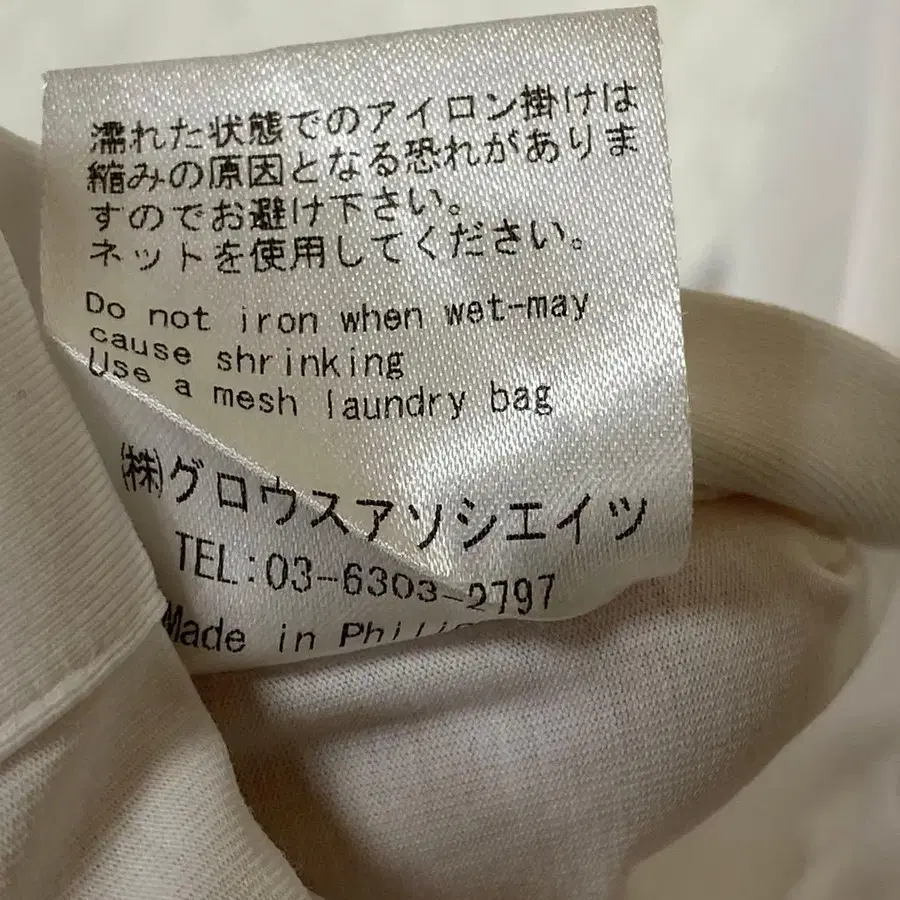 濡れた状態でのアイロン掛けは
縮みの原因となる恐れがありま
すのでお避け下さい。
ネットを使用してください。
Do not iron when wet-may
cause shrinking
Use a mesh laundry bag
(株)グロウスアソシエイツ
TEL:03-6303-2797
Made in